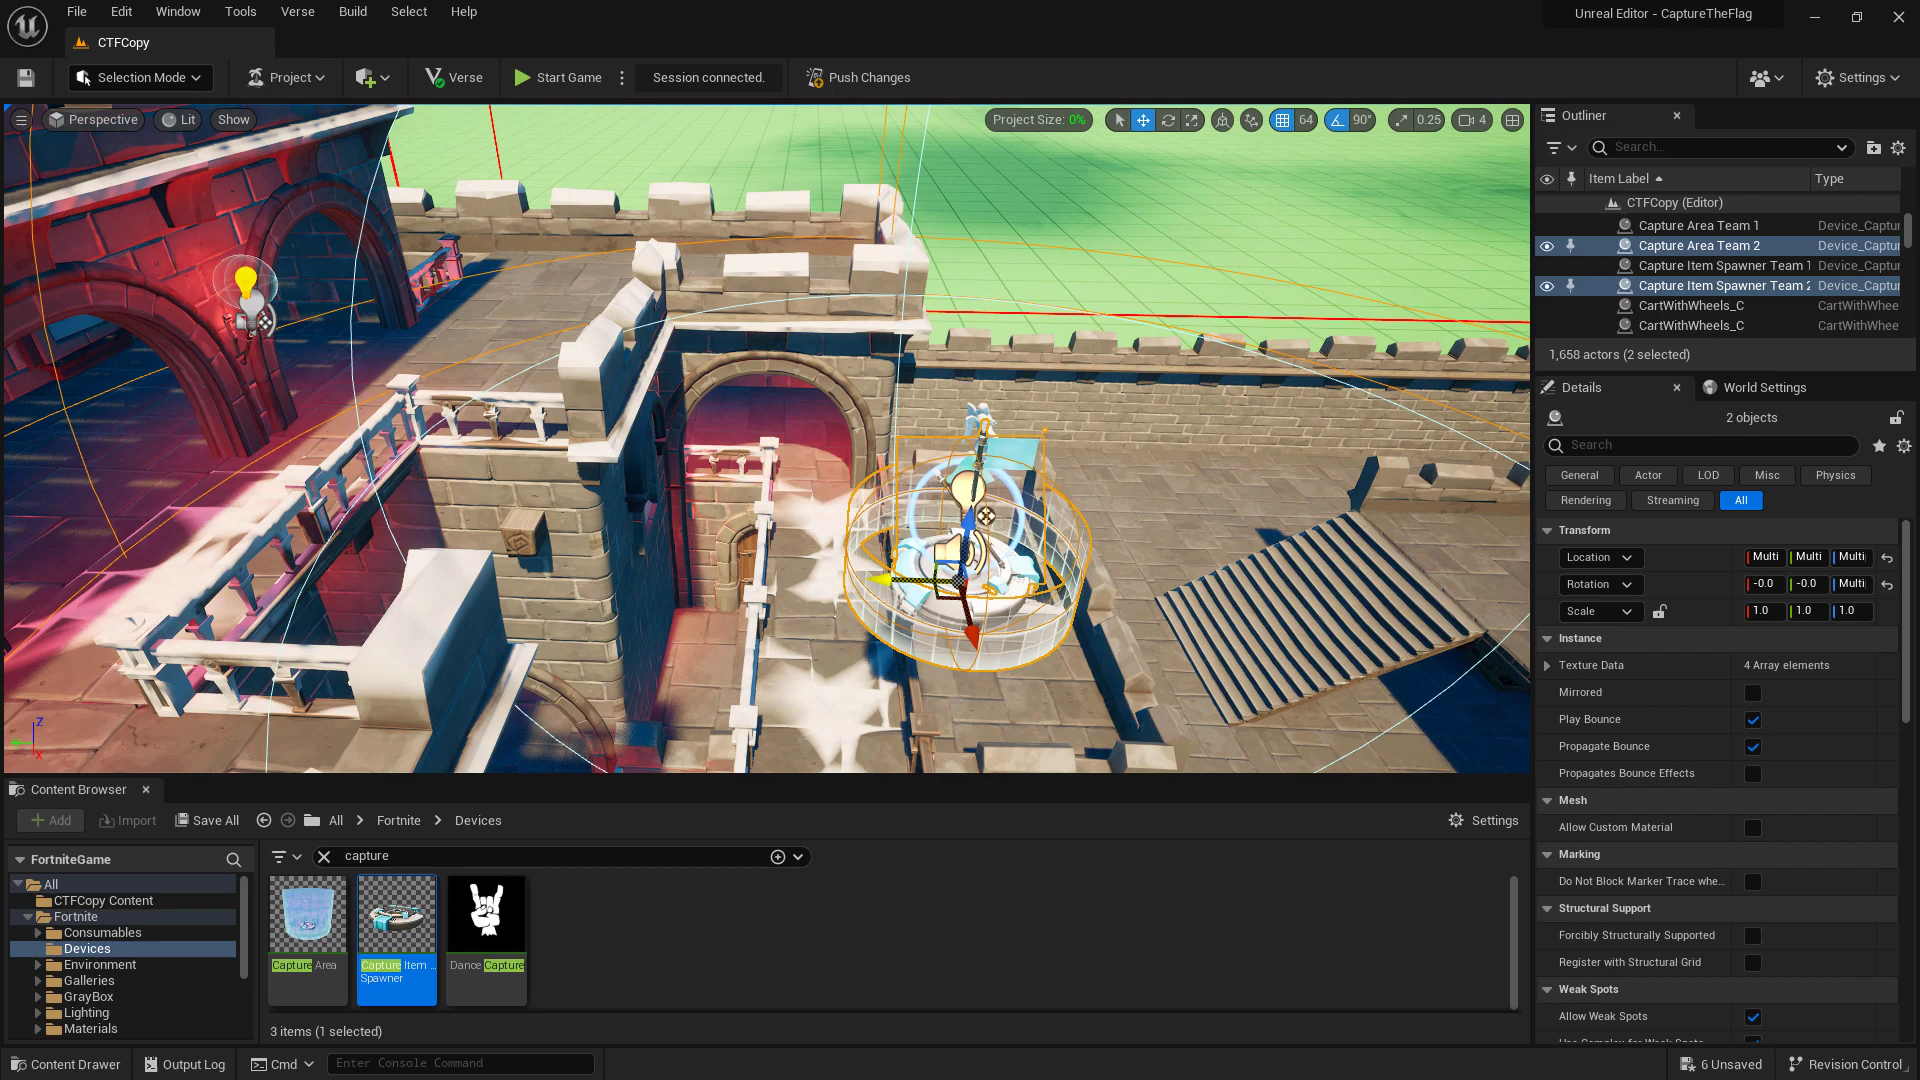 File Edit Window Tools Verse Build Select Help
Unreal Editor - CaptureTheFlag
CTFCopy
Selection Mode
Project
Verse
Start Game
Session connected.
Push Changes
Settings
Perspective
Lit
Show
Project Size: 0%
64
90°
0.25
4
Outliner
Search...
Item Label
Type
CTFCopy (Editor)
Capture Area Team 1 Device_Captur
Capture Area Team 2 Device_Captur
Capture Item Spawner Team 1 Device_Captur
Capture Item Spawner Team 2 Device_Captur
CartWithWheels_C CartWithWhee
CartWithWheels_C CartWithWhee
1,658 actors (2 selected)
Details
World Settings
2 objects
Search
General Actor LOD Misc Physics
Rendering Streaming All
Transform
Location Multi Multi Multi
Rotation -0.0 -0.0 Multi
Scale 1.0 1.0 1.0
Instance
Texture Data 4 Array elements
Mirrored
Play Bounce
Propagate Bounce
Propagates Bounce Effects
Mesh
Allow Custom Material
Marking
Do Not Block Marker Trace whe...
Structural Support
Forcibly Structurally Supported
Register with Structural Grid
Weak Spots
Allow Weak Spots
Z
X
Content Browser
Add
Import
Save All
All > Fortnite > Devices
Settings
FortniteGame
All
CTFCopy Content
Fortnite
Consumables
Devices
Environment
Galleries
GrayBox
Lighting
Materials
capture
Capture Area
Capture Item ...
Spawner
Dance Capture
3 items (1 selected)
Content Drawer
Output Log
Cmd
Enter Console Command
6 Unsaved
Revision Control